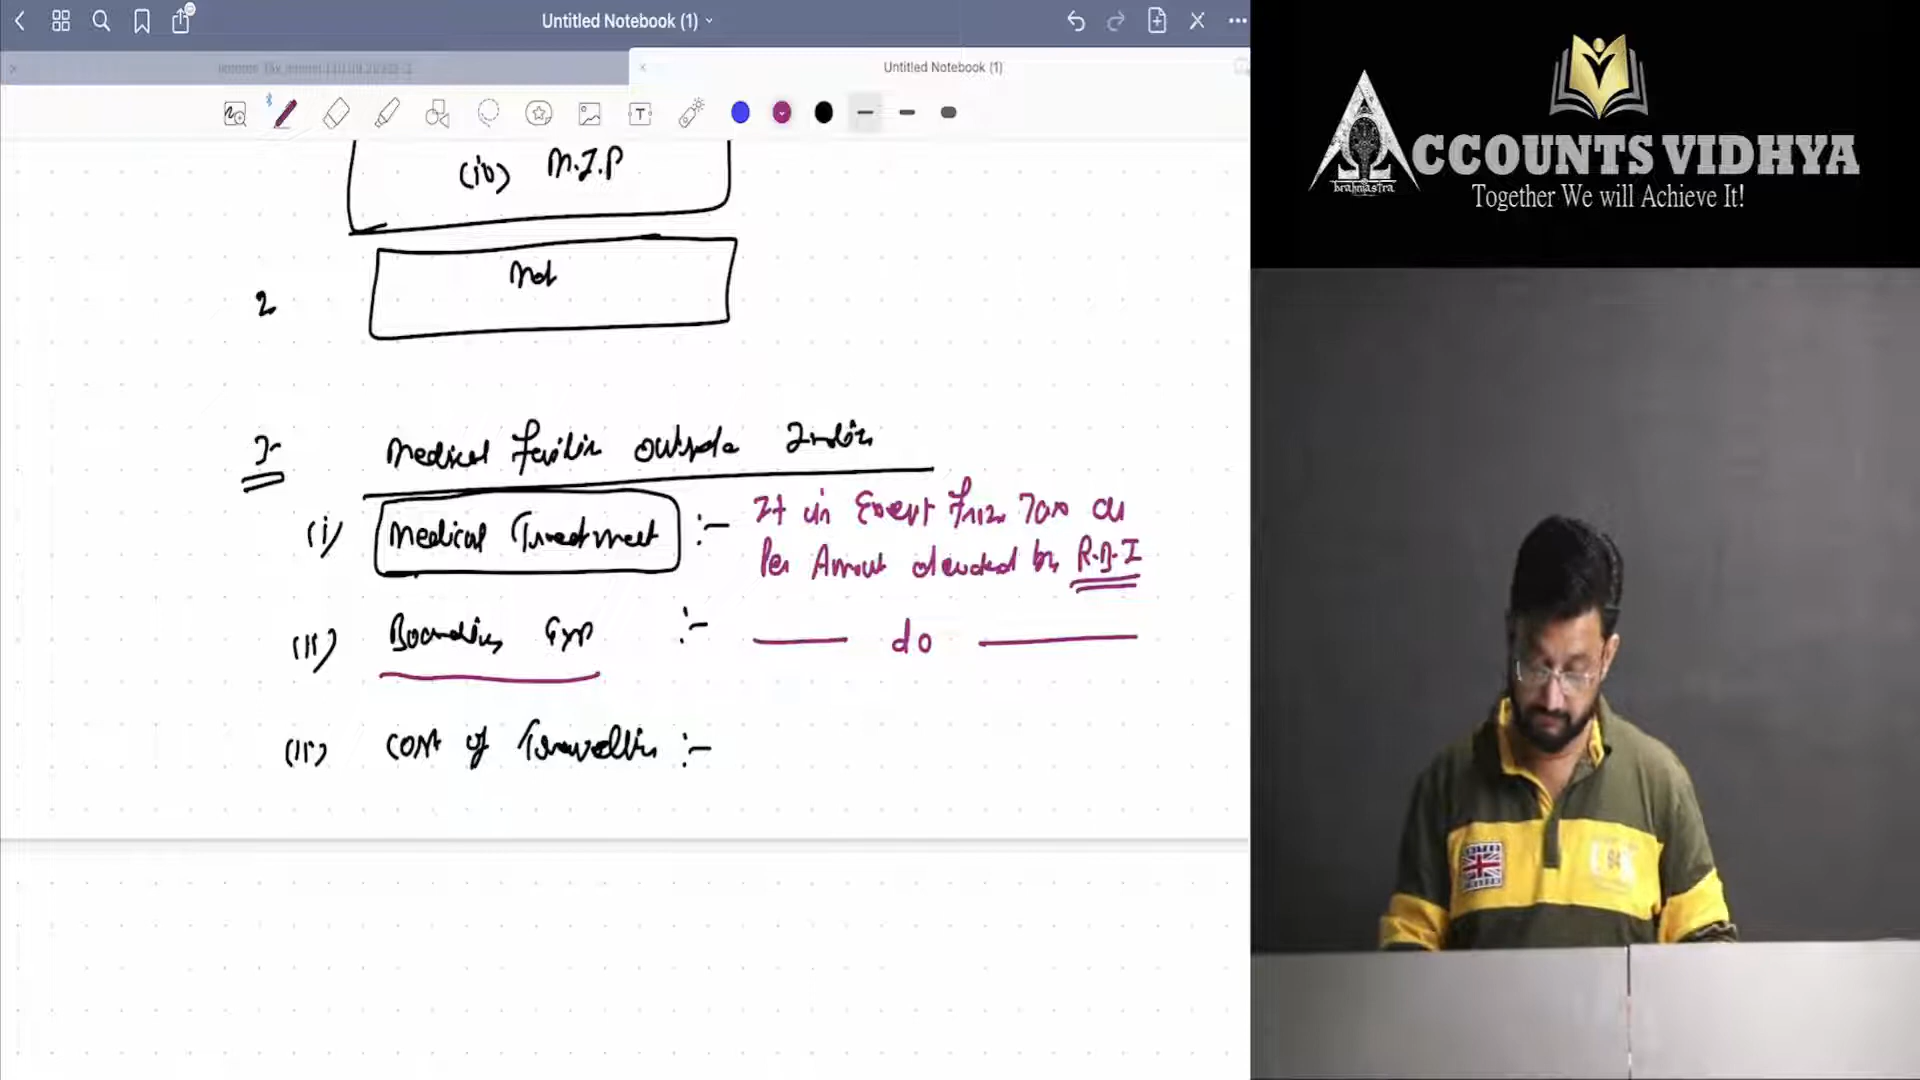 Untitled Notebook (1)
Untitled Notebook (1)
(iv) M.I.P
2 Not
3- Medical Facilitie Outside India
(i) Medical Treatment :- It is Exempt From Tax as
Per Amount decided by R.B.I
(ii) Boarding Exp :- do
(iii) Cost of Travelling :-
ACCOUNTS VIDHYA
brahmastra
Together We will Achieve It!